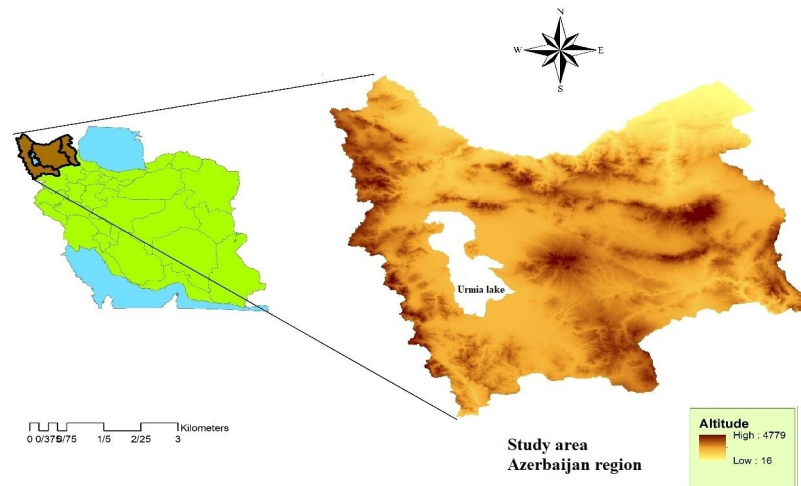 N
W E
S
Urmia lake
Kilometers
0 0/375 0/75 1/5 2/25 3
Study area
Azerbaijan region
Altitude
High : 4779
Low : 16